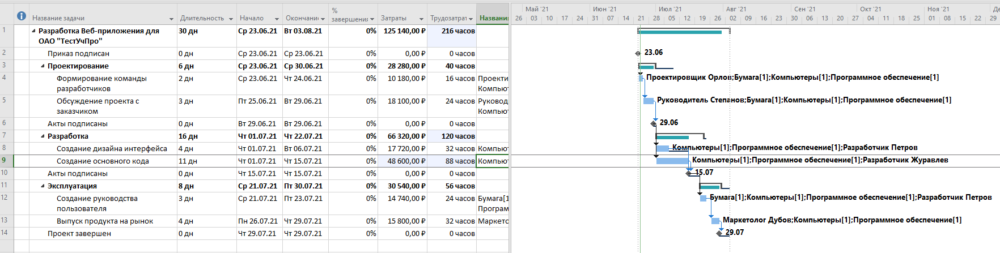 Май '21 Июн '21 Июл '21 Авг '21 Сен '21 Окт '21 Ноя '21 Де
Название задачи Длительность Начало Окончание % завершения Затраты Трудозатрат Названия
26 03 10 17 24 31 07 14 21 28 05 12 19 26 02 09 16 23 30 06 13 20 27 04 11 18 25 01 08 15 22 29
1 Разработка Веб-приложения для ОАО "ТестУчПро" 30 дн Ср 23.06.21 Вт 03.08.21 0% 125 140,00 ₽ 216 часов
2 Приказ подписан 0 дн Ср 23.06.21 Ср 23.06.21 0% 0,00 ₽ 0 часов 23.06
3 Проектирование 6 дн Ср 23.06.21 Ср 30.06.21 0% 28 280,00 ₽ 40 часов
4 Формирование команды разработчиков 2 дн Ср 23.06.21 Чт 24.06.21 0% 10 180,00 ₽ 16 часов Проекти Компьют Проектировщик Орлов;Бумага[1];Компьютеры[1];Программное обеспечение[1]
5 Обсуждение проекта с заказчиком 3 дн Пт 25.06.21 Вт 29.06.21 0% 18 100,00 ₽ 24 часов Руковод Компьют Руководитель Степанов;Бумага[1];Компьютеры[1];Программное обеспечение[1]
6 Акты подписаны 0 дн Вт 29.06.21 Вт 29.06.21 0% 0,00 ₽ 0 часов 29.06
7 Разработка 16 дн Чт 01.07.21 Чт 22.07.21 0% 66 320,00 ₽ 120 часов
8 Создание дизайна интерфейса 4 дн Чт 01.07.21 Вт 06.07.21 0% 17 720,00 ₽ 32 часов Компьют Компьютеры[1];Программное обеспечение[1];Разработчик Петров
9 Создание основного кода 11 дн Чт 01.07.21 Чт 15.07.21 0% 48 600,00 ₽ 88 часов Компьют Компьютеры[1];Программное обеспечение[1];Разработчик Журавлев
10 Акты подписаны 0 дн Чт 15.07.21 Чт 15.07.21 0% 0,00 ₽ 0 часов 15.07
11 Эксплуатация 8 дн Ср 21.07.21 Пт 30.07.21 0% 30 540,00 ₽ 56 часов
12 Создание руководства пользователя 3 дн Ср 21.07.21 Пт 23.07.21 0% 14 740,00 ₽ 24 часов Бумага[1 Програм Бумага[1];Компьютеры[1];Программное обеспечение[1];Разработчик Петров
13 Выпуск продукта на рынок 4 дн Пн 26.07.21 Чт 29.07.21 0% 15 800,00 ₽ 32 часов Маркето Маркетолог Дубов;Компьютеры[1];Программное обеспечение[1]
14 Проект завершен 0 дн Чт 29.07.21 Чт 29.07.21 0% 0,00 ₽ 0 часов 29.07